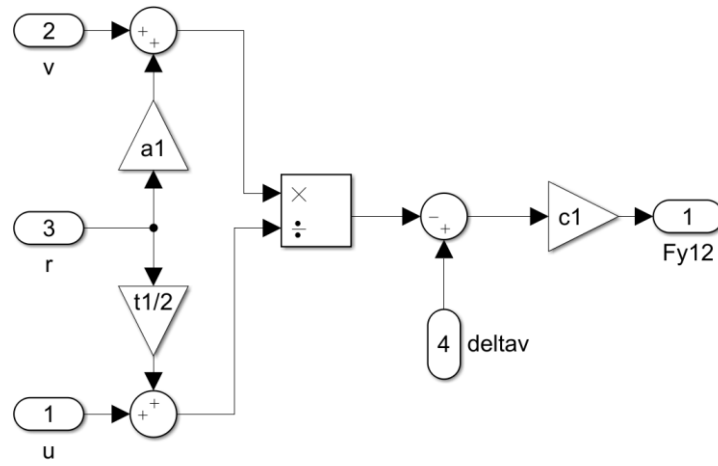 2
+
+
v
a1
3
r
×
÷
−
+
c1
1
Fy12
t1/2
4
deltav
1
+
+
u